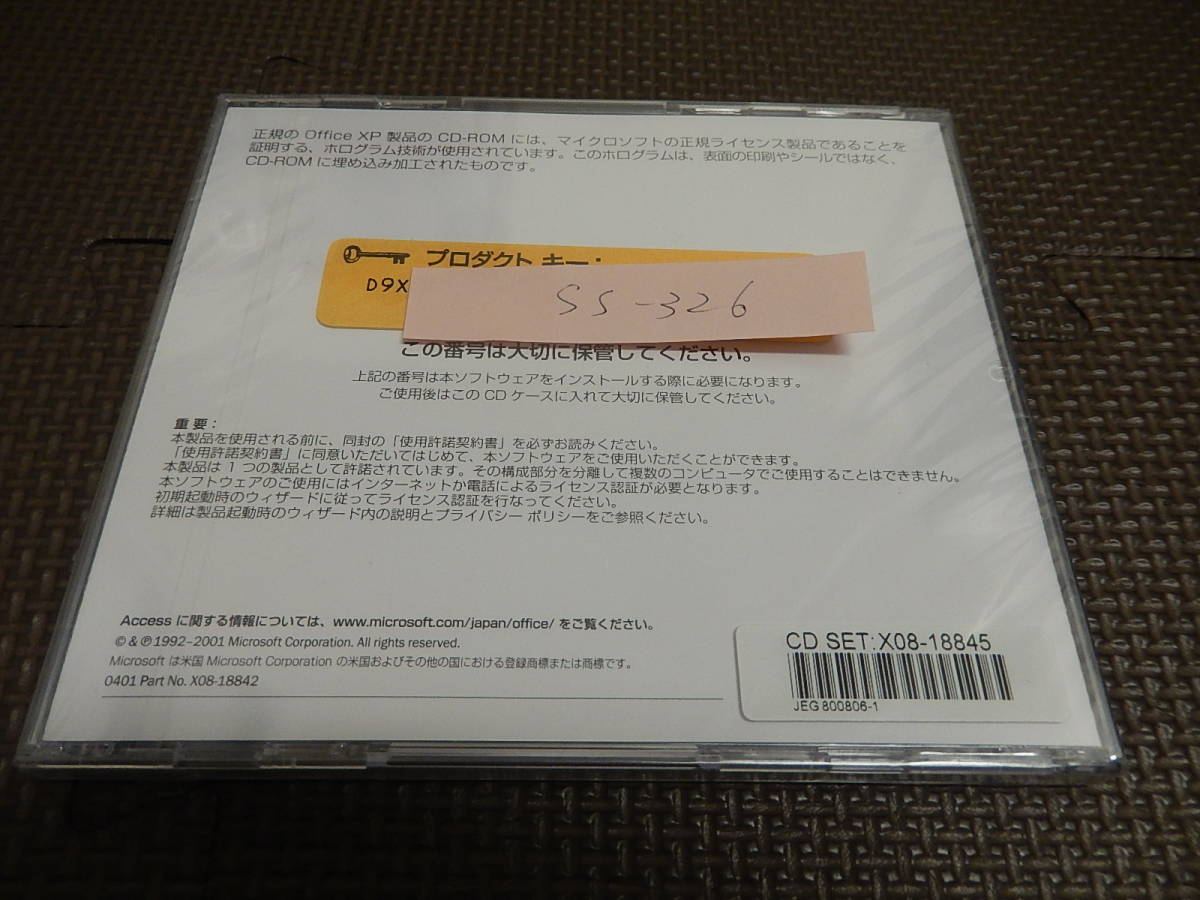 正規の Office XP 製品の CD-ROM には、マイクロソフトの正規ライセンス製品であることを
証明する、ホログラム技術が使用されています。このホログラムは、表面の印刷やシールではなく、
CD-ROM に埋め込み加工されたものです。
プロダクト キー:
D9X
SS-326
この番号は大切に保管してください。
上記の番号は本ソフトウェアをインストールする際に必要になります。
ご使用後はこの CD ケースに入れて大切に保管してください。
重要:
本製品を使用される前に、同封の「使用許諾契約書」を必ずお読みください。
「使用許諾契約書」に同意いただいてはじめて、本ソフトウェアをご使用いただくことができます。
本製品は 1 つの製品として許諾されています。その構成部分を分離して複数のコンピュータでご使用することはできません。
本ソフトウェアのご使用にはインターネットか電話によるライセンス認証が必要となります。
初期起動時のウィザードに従ってライセンス認証を行なってください。
詳細は製品起動時のウィザード内の説明とプライバシー ポリシーをご参照ください。
Access に関する情報については、www.microsoft.com/japan/office/ をご覧ください。
© & ℗ 1992–2001 Microsoft Corporation. All rights reserved.
Microsoft は米国 Microsoft Corporation の米国およびその他の国における登録商標または商標です。
0401 Part No. X08-18842
CD SET:X08-18845
JEG 800806-1